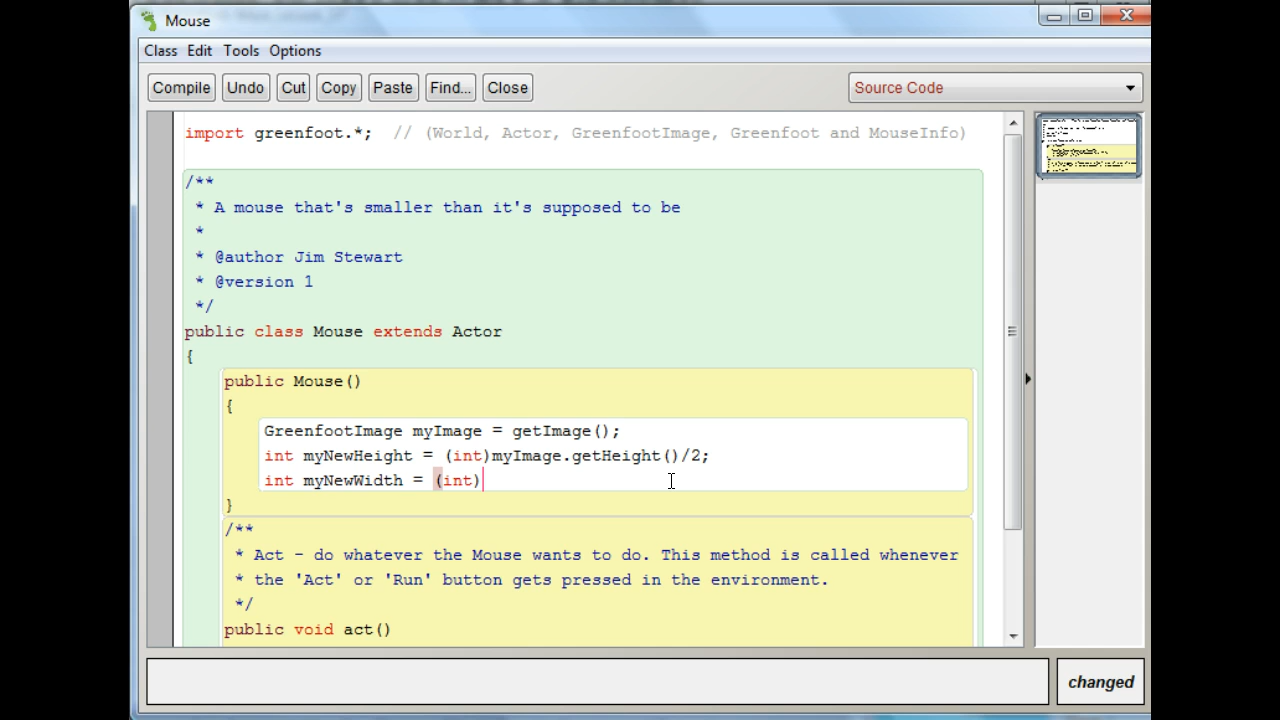 Mouse
Class Edit Tools Options
Compile Undo Cut Copy Paste Find... Close Source Code
import greenfoot.*;  // (World, Actor, GreenfootImage, Greenfoot and MouseInfo)
/**
 * A mouse that's smaller than it's supposed to be
 *
 * @author Jim Stewart
 * @version 1
 */
public class Mouse extends Actor
{
    public Mouse()
    {
        GreenfootImage myImage = getImage();
        int myNewHeight = (int)myImage.getHeight()/2;
        int myNewWidth = (int)
    }
    /**
     * Act - do whatever the Mouse wants to do. This method is called whenever
     * the 'Act' or 'Run' button gets pressed in the environment.
     */
    public void act()
changed